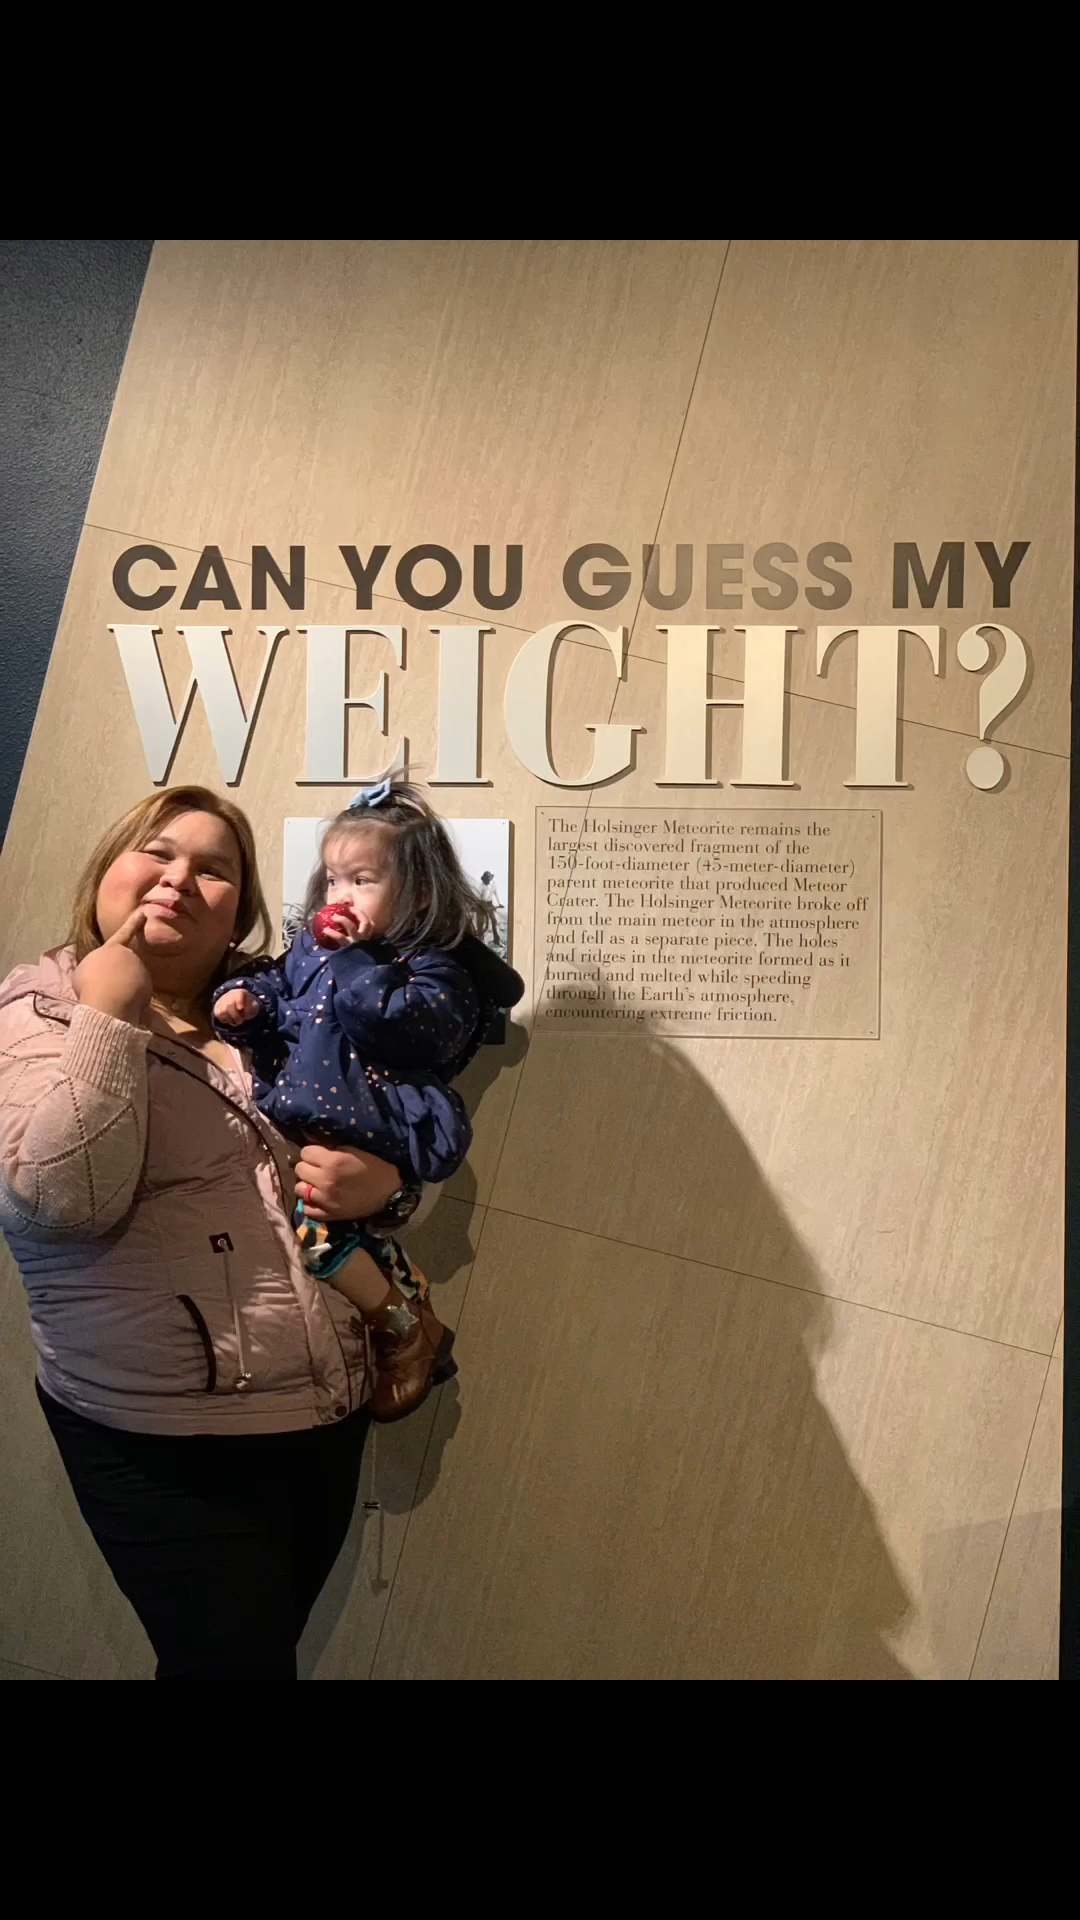 CAN YOU GUESS MY
WEIGHT?
The Holsinger Meteorite remains the
largest discovered fragment of the
150-foot-diameter (45-meter-diameter)
parent meteorite that produced Meteor
Crater. The Holsinger Meteorite broke off
from the main meteor in the atmosphere
and fell as a separate piece. The holes
and ridges in the meteorite formed as it
burned and melted while speeding
through the Earth's atmosphere,
encountering extreme friction.